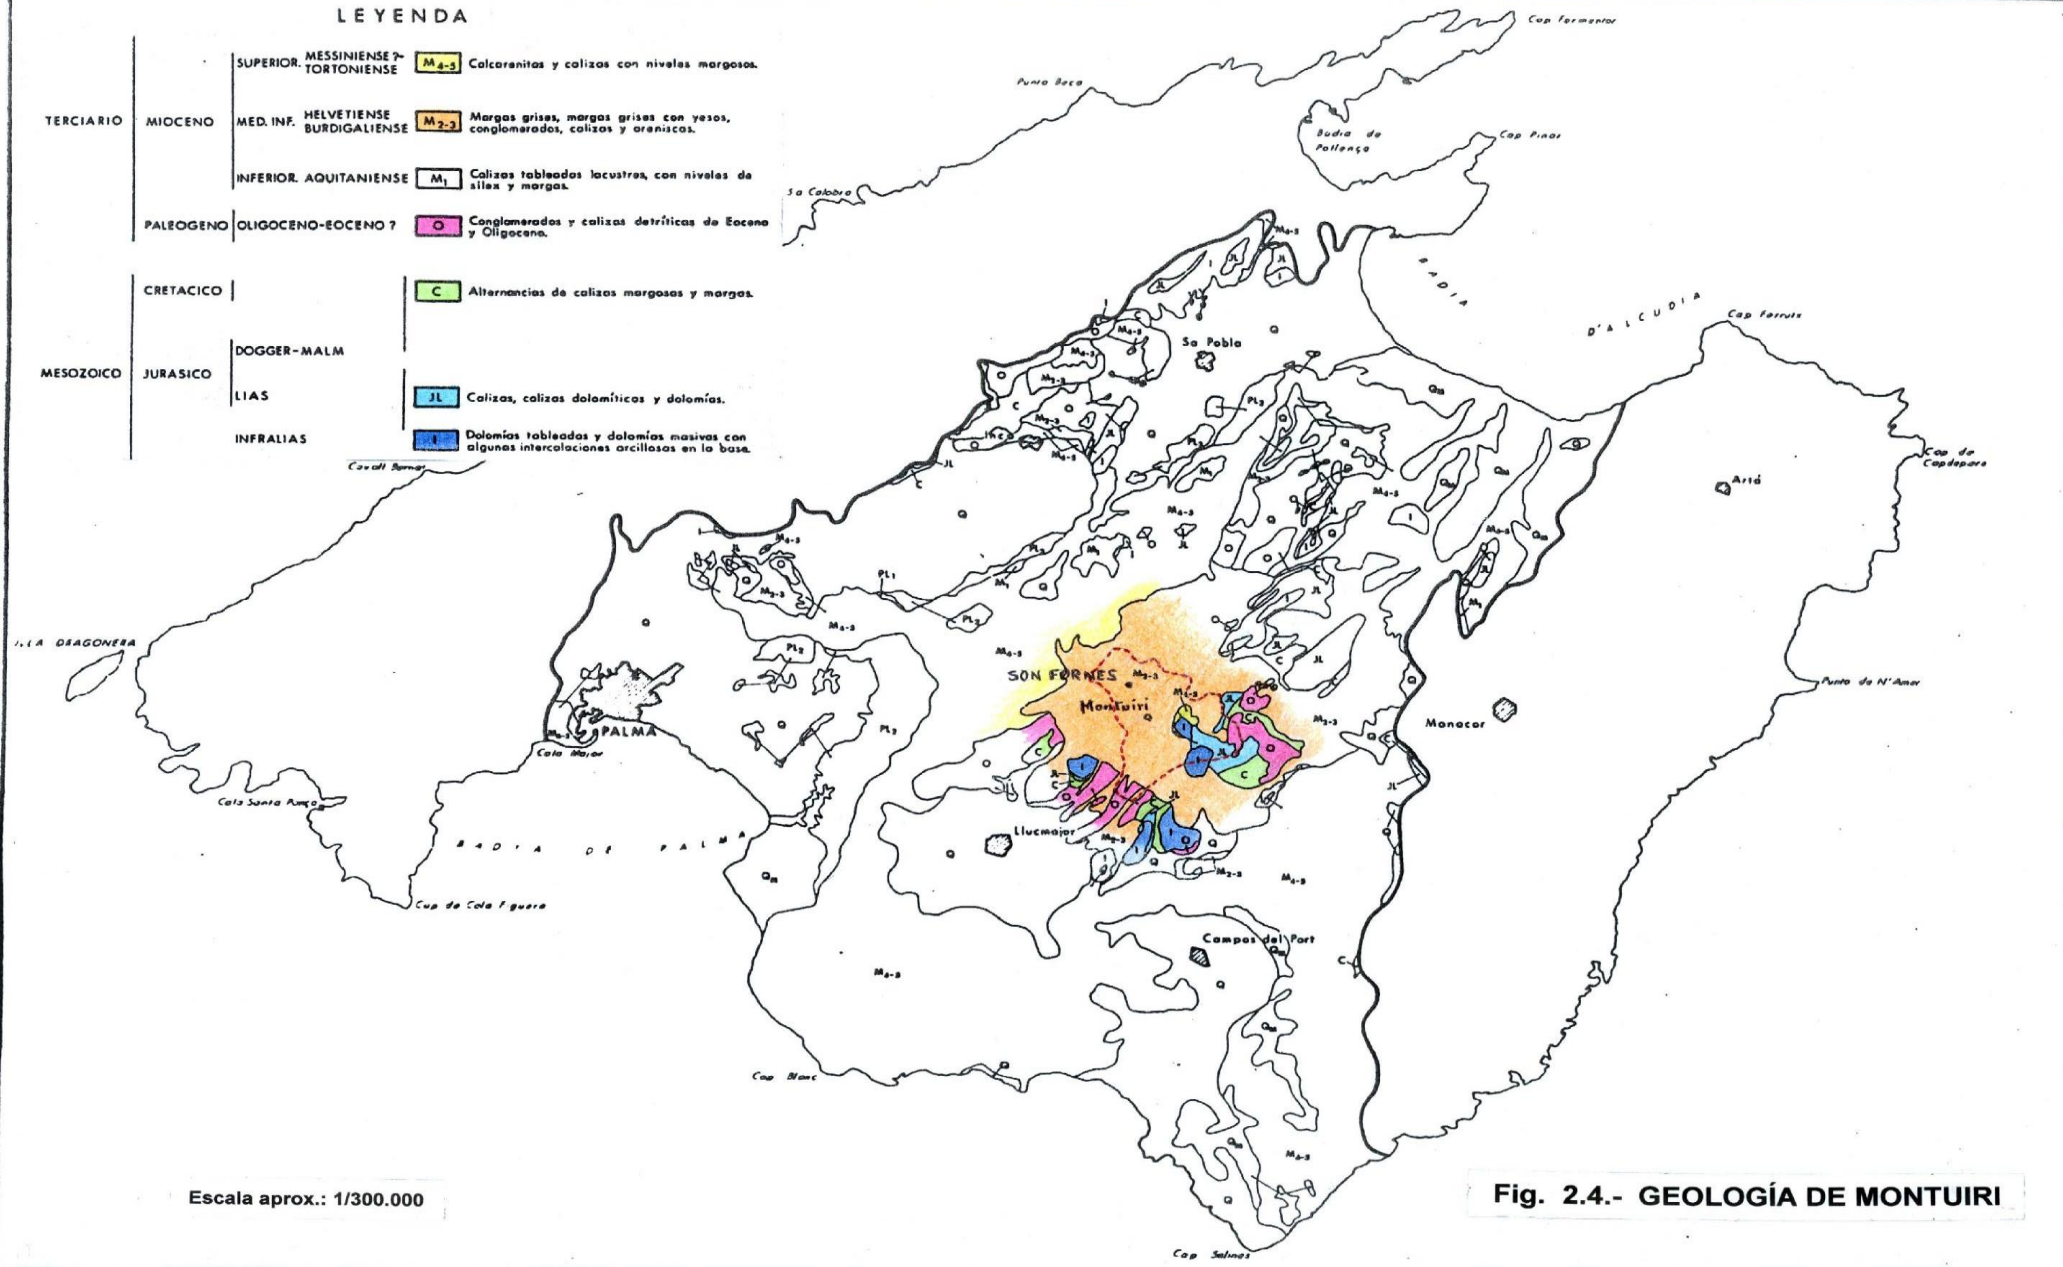 LEYENDA
TERCIARIO
MIOCENO
SUPERIOR. MESSINIENSE ?-
TORTONIENSE
M4-5
Calcarenitas y calizas con niveles margosos.
MED. INF. HELVETIENSE
BURDIGALIENSE
M2-3
Margas grises, margas grises con yesos,
conglomerados, calizas y areniscas.
INFERIOR. AQUITANIENSE
M1
Calizas tableadas lacustres, con niveles de
silex y margas.
PALEOGENO
OLIGOCENO-EOCENO ?
O
Conglomerados y calizas detríticas de Eoceno
y Oligoceno.
MESOZOICO
CRETACICO
C
Alternancias de calizas margosas y margas.
JURASICO
DOGGER-MALM
LIAS
JL
Calizas, calizas dolomíticas y dolomías.
INFRALIAS
I
Dolomías tableadas y dolomías masivas con
algunas intercalaciones arcillosas en la base.
Cap Formentor
Punta Beca
Badia de
Pollença
Cap Pinar
Sa Calobra
BADIA
D'ALCUDIA
Cap Ferrutx
Sa Pobla
Inca
Cavall Bernat
Cap de
Capdepera
Artá
ILLA DRAGONERA
SON FORNES
Montuiri
Punta de N'Amer
Manacor
PALMA
Cala Major
Cala Santa Ponça
BADIA DE PALMA
Llucmajor
Cap de Cala Figuera
Campos del Port
Cap Blanc
Cap Salines
Escala aprox.: 1/300.000
Fig. 2.4.- GEOLOGÍA DE MONTUIRI